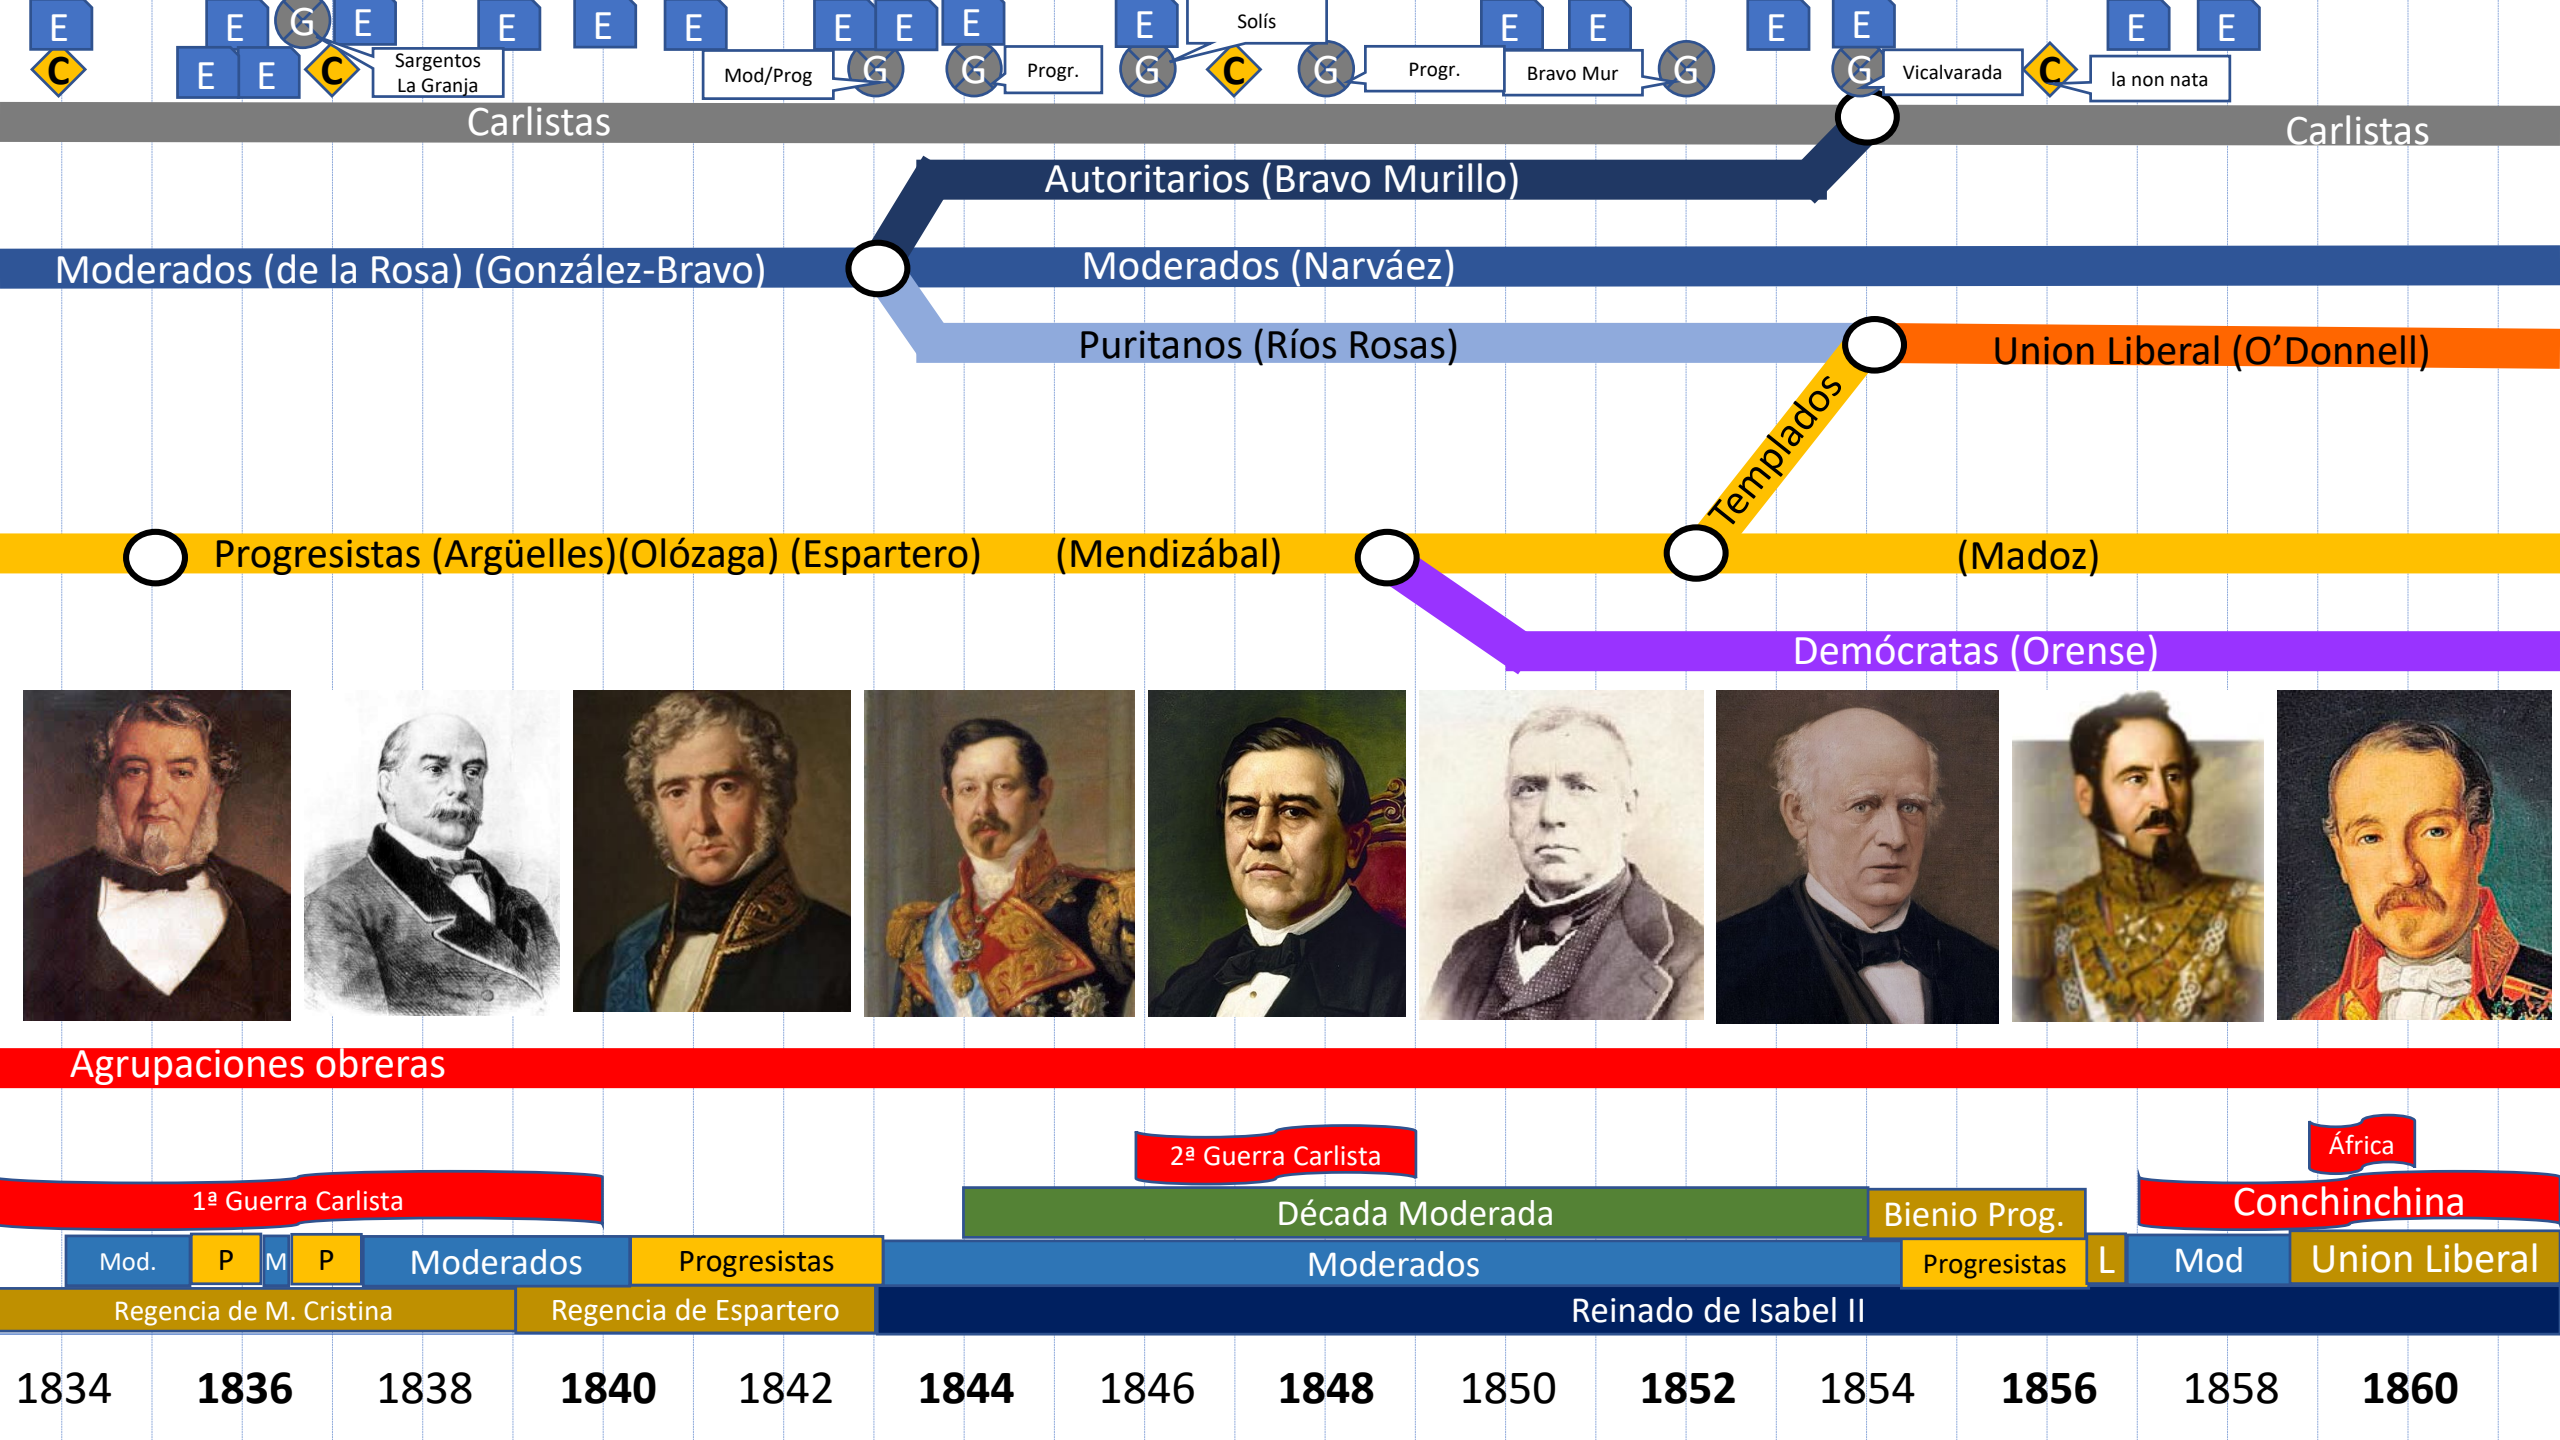 E E G E E E E E E E E E E E E E E
Solís
C E E C
Sargentos
La Granja
Mod/Prog
G G
Progr.
G C G
Progr.
Bravo Mur
G G
Vicalvarada
C
la non nata
Carlistas
Carlistas
Autoritarios (Bravo Murillo)
Moderados (de la Rosa) (González-Bravo)
Moderados (Narváez)
Puritanos (Ríos Rosas)
Union Liberal (O’Donnell)
Templados
Progresistas (Argüelles)(Olózaga) (Espartero)
(Mendizábal)
(Madoz)
Demócratas (Orense)
Agrupaciones obreras
2ª Guerra Carlista
África
1ª Guerra Carlista
Década Moderada
Bienio Prog.
Conchinchina
Mod.
P
M
P
Moderados
Progresistas
Moderados
Progresistas
L
Mod
Union Liberal
Regencia de M. Cristina
Regencia de Espartero
Reinado de Isabel II
1834 1836 1838 1840 1842 1844 1846 1848 1850 1852 1854 1856 1858 1860